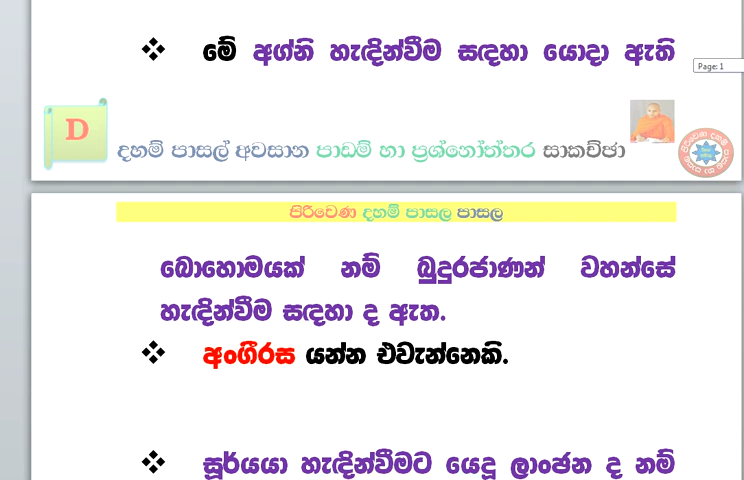 ❖ මේ අග්නි හැඳින්වීම සඳහා යොදා ඇති
Page: 1
D
දහම් පාසල් අවසාන පාඩම් හා ප්‍රශ්නෝත්තර සාකච්ඡා
පිරිවෙණ දහම් පාසල පාසල
බොහොමයක් නම් බුදුරජාණන් වහන්සේ
හැඳින්වීම සඳහා ද ඇත.
❖ අංගීරස යන්න එවැන්නෙකි.
❖ සූර්යයා හැඳින්වීමට යෙදූ ලාංඡන ද නම්